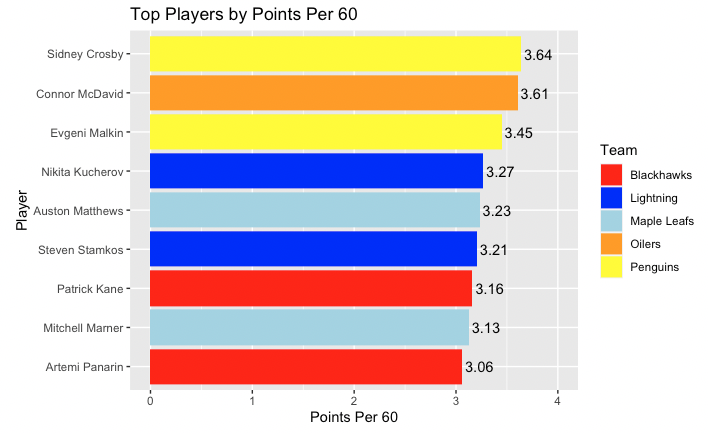 Top Players by Points Per 60
Player
Sidney Crosby 3.64
Connor McDavid 3.61
Evgeni Malkin 3.45
Nikita Kucherov 3.27
Auston Matthews 3.23
Steven Stamkos 3.21
Patrick Kane 3.16
Mitchell Marner 3.13
Artemi Panarin 3.06
0 1 2 3 4
Points Per 60
Team
Blackhawks
Lightning
Maple Leafs
Oilers
Penguins